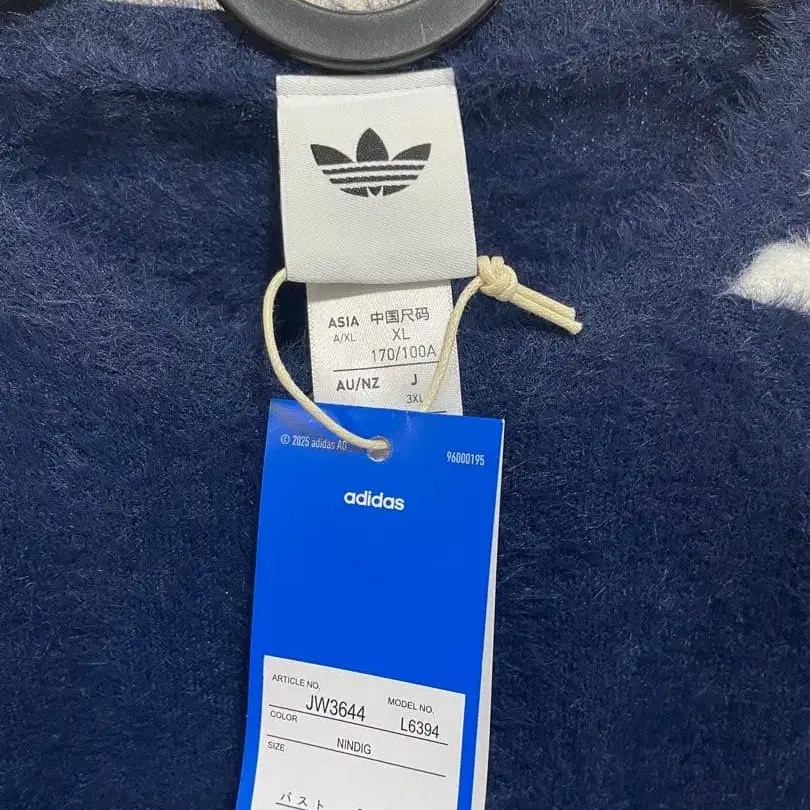 ASIA 中国尺码
A/XL XL
170/100A
AU/NZ J
3XL
© 2025 adidas AG 96000195
adidas
ARTICLE NO. JW3644 MODEL NO. L6394
COLOR NINDIG
SIZE
バスト